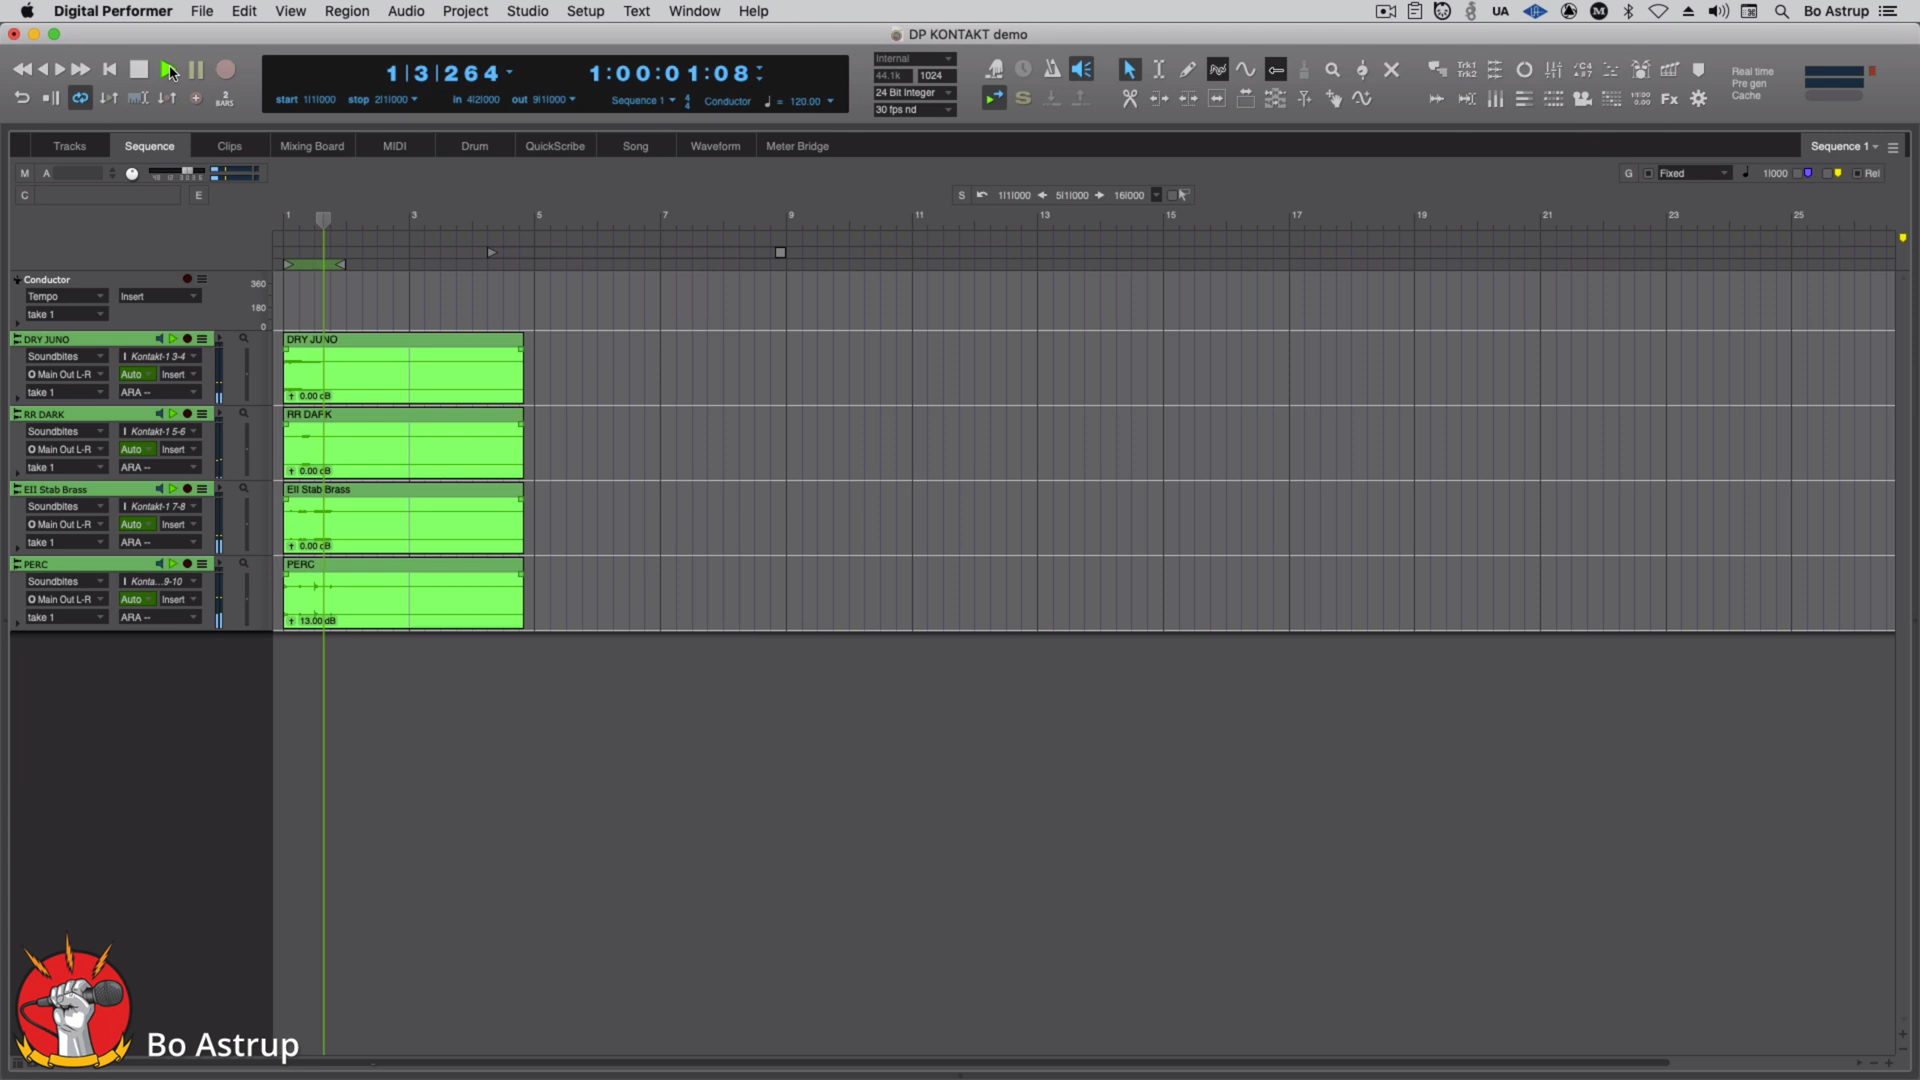 Digital Performer File Edit View Region Audio Project Studio Setup Text Window Help UA Bo Astrup
DP KONTAKT demo
1|3|264 1:00:01:08
start 1|1|000 stop 2|1|000 in 4|2|000 out 9|1|000 Sequence 1 4 4 Conductor = 120.00
2 BARS
Internal
44.1k 1024
24 Bit Integer
30 fps nd
Trk1
Trk2
Fx
Real time
Pre gen
Cache
Tracks Sequence Clips Mixing Board MIDI Drum QuickScribe Song Waveform Meter Bridge Sequence 1
M A
C E
G Fixed 1|000 Rel
S 1|1|000 5|1|000 16|000
1 3 5 7 9 11 13 15 17 19 21 23 25
Conductor
Tempo Insert
take 1
360
180
0
DRY JUNO
Soundbites Kontakt-1 3-4
Main Out L-R Auto Insert
take 1 ARA --
DRY JUNO
0.00 dB
RR DARK
Soundbites Kontakt-1 5-6
Main Out L-R Auto Insert
take 1 ARA --
RR DARK
0.00 dB
EII Stab Brass
Soundbites Kontakt-1 7-8
Main Out L-R Auto Insert
take 1 ARA --
EII Stab Brass
0.00 dB
PERC
Soundbites Konta...9-10
Main Out L-R Auto Insert
take 1 ARA --
PERC
13.00 dB
Bo Astrup